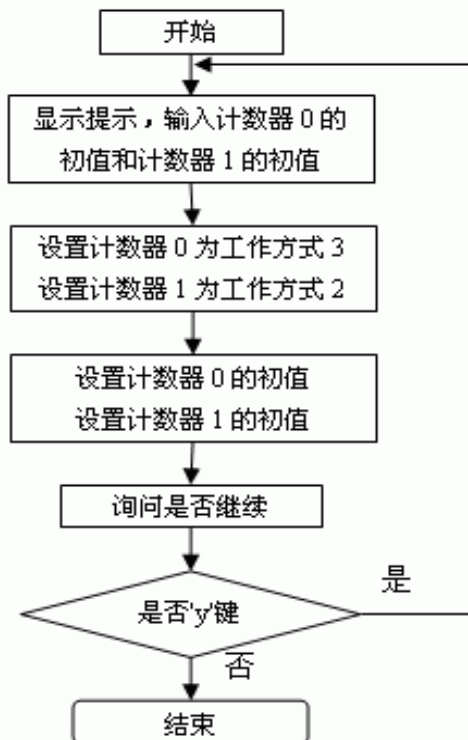 开始
显示提示，输入计数器 0 的
初值和计数器 1 的初值
设置计数器 0 为工作方式 3
设置计数器 1 为工作方式 2
设置计数器 0 的初值
设置计数器 1 的初值
询问是否继续
是否'y'键
是
否
结束